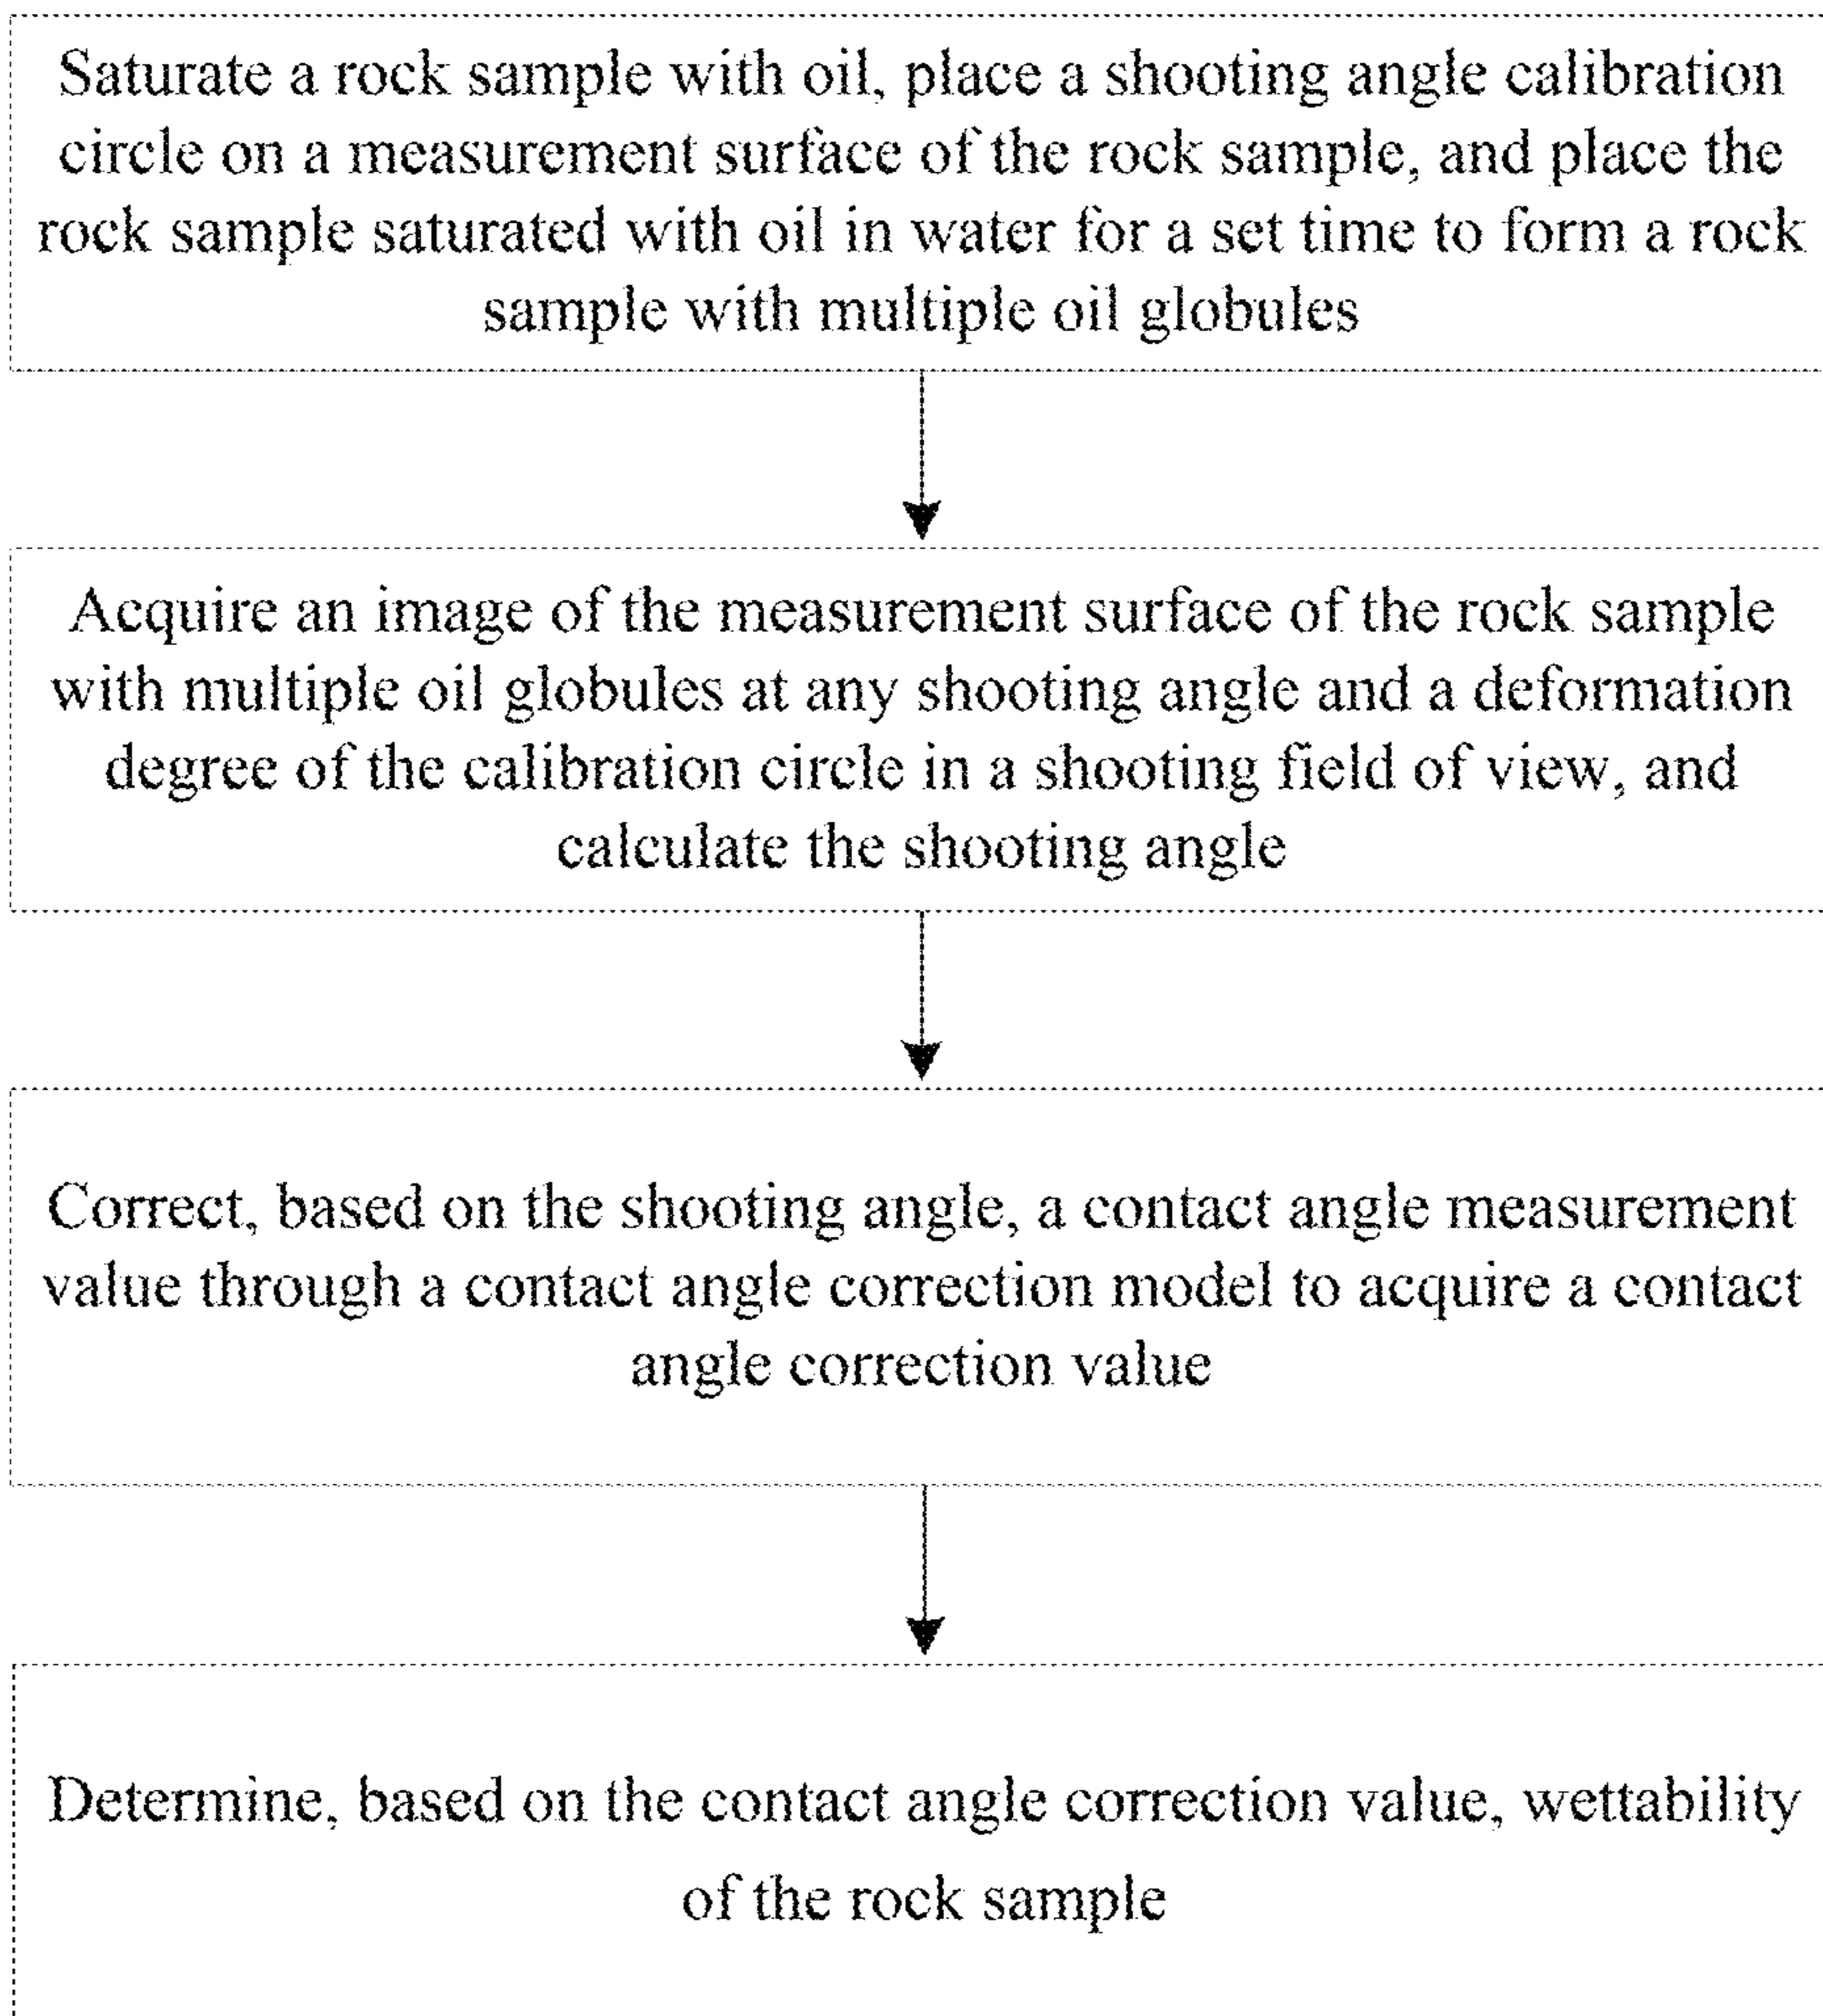 Saturate a rock sample with oil, place a shooting angle calibration
circle on a measurement surface of the rock sample, and place the
rock sample saturated with oil in water for a set time to form a rock
sample with multiple oil globules
Acquire an image of the measurement surface of the rock sample
with multiple oil globules at any shooting angle and a deformation
degree of the calibration circle in a shooting field of view, and
calculate the shooting angle
Correct, based on the shooting angle, a contact angle measurement
value through a contact angle correction model to acquire a contact
angle correction value
Determine, based on the contact angle correction value, wettability
of the rock sample